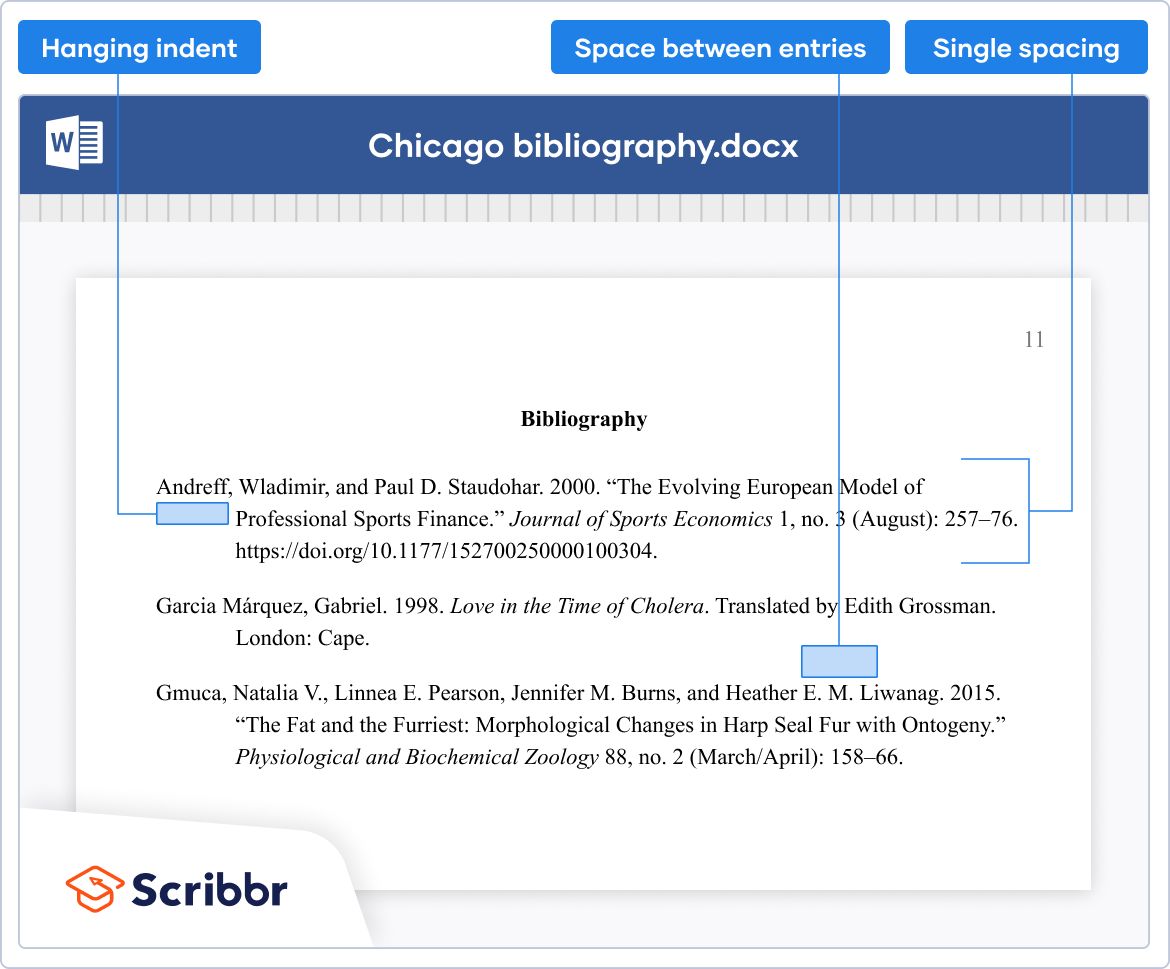 Hanging indent
Space between entries
Single spacing
W
Chicago bibliography.docx
11
Bibliography
Andreff, Wladimir, and Paul D. Staudohar. 2000. “The Evolving European Model of
Professional Sports Finance.” Journal of Sports Economics 1, no. 3 (August): 257–76.
https://doi.org/10.1177/152700250000100304.
Garcia Márquez, Gabriel. 1998. Love in the Time of Cholera. Translated by Edith Grossman.
London: Cape.
Gmuca, Natalia V., Linnea E. Pearson, Jennifer M. Burns, and Heather E. M. Liwanag. 2015.
“The Fat and the Furriest: Morphological Changes in Harp Seal Fur with Ontogeny.”
Physiological and Biochemical Zoology 88, no. 2 (March/April): 158–66.
Scribbr